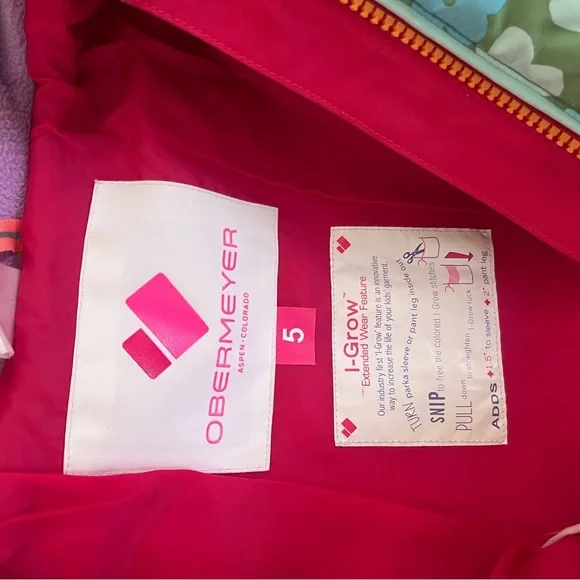 OBERMEYER
ASPEN • COLORADO
5
I-Grow™
Extended Wear Feature
Our industry first 'I-Grow' feature is an innovative
way to increase the life of your kids' garment.
TURN parka sleeve or pant leg inside out
SNIP to free the colored I-Grow stitches
PULL down to straighten I-Grow tuck
ADDS +1.5" to sleeve +2" pant leg